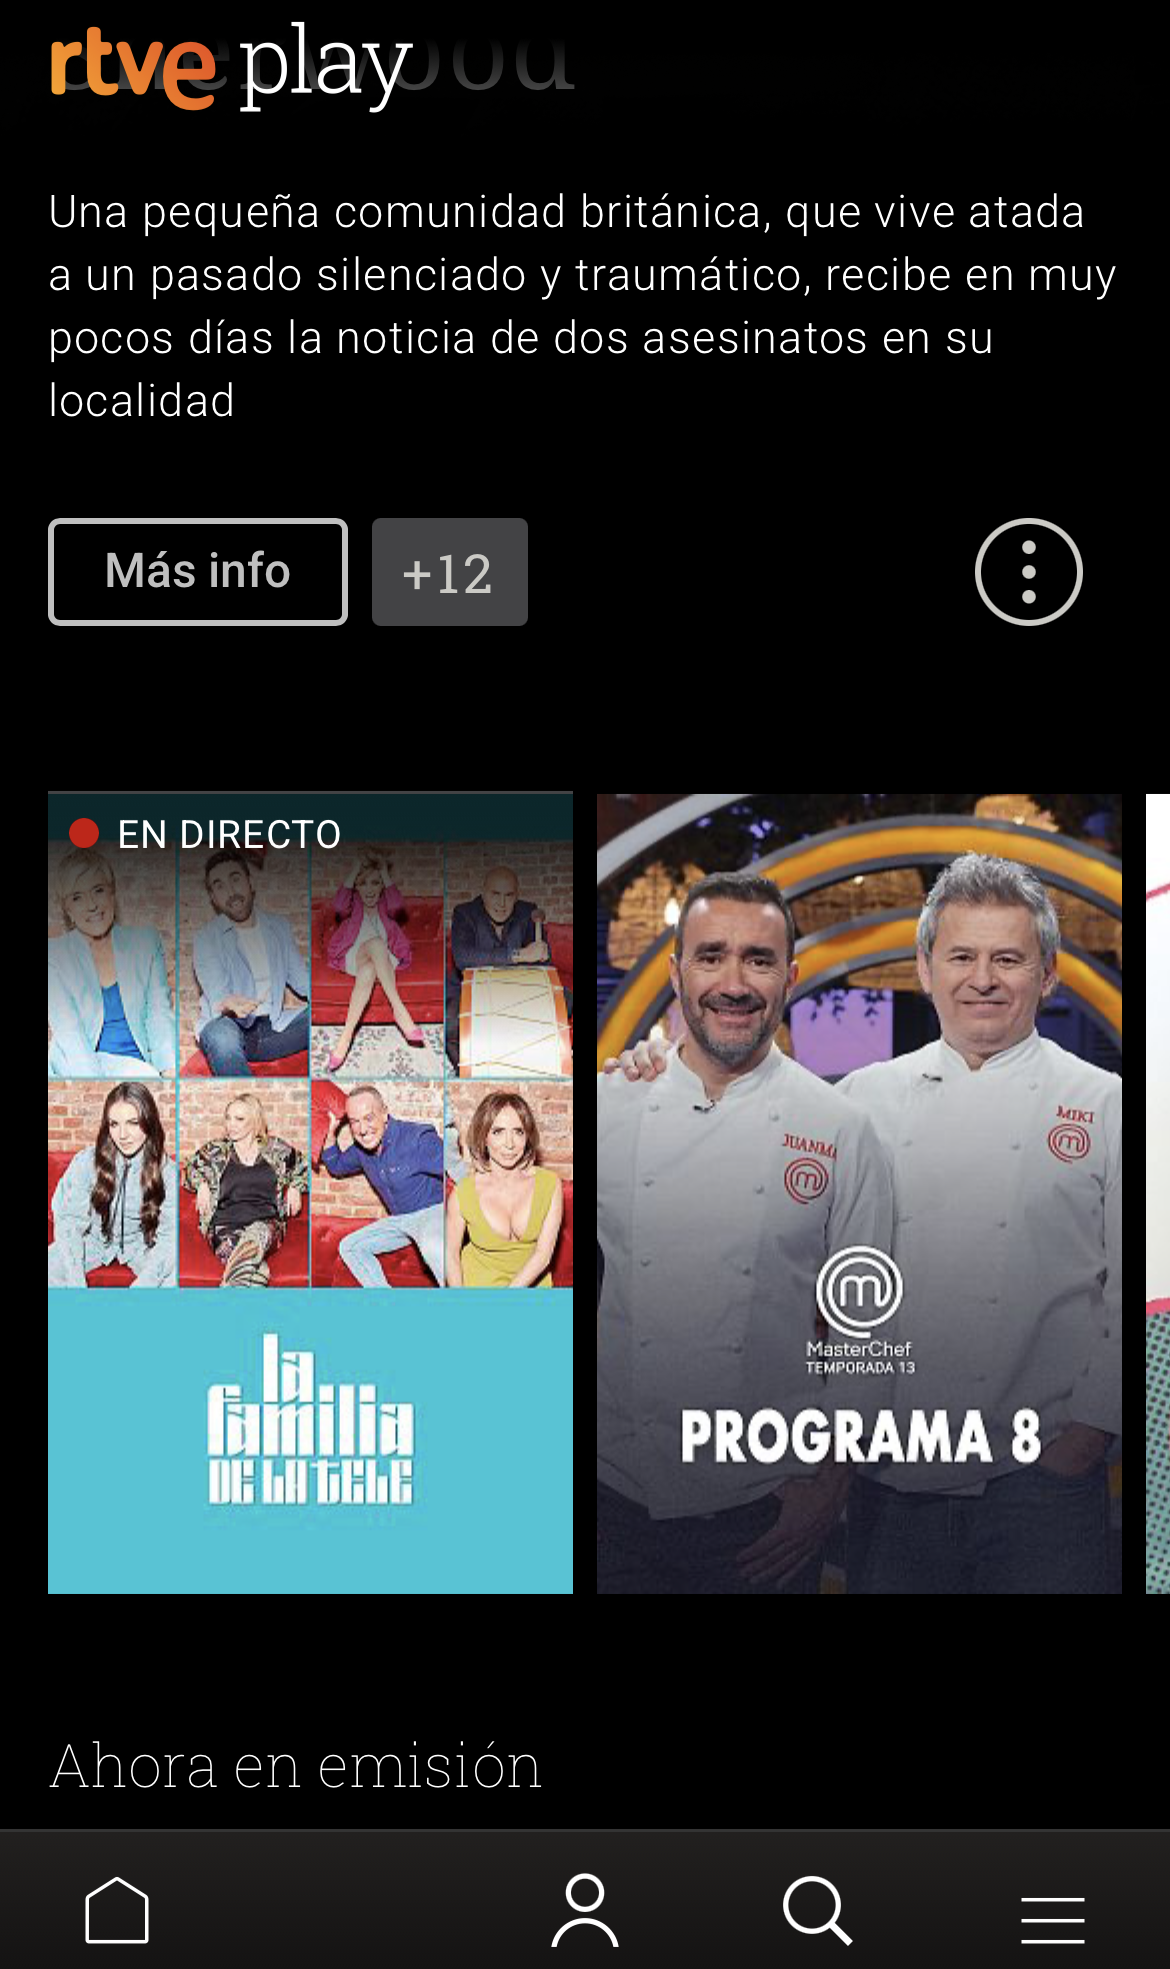 rtve play
Una pequeña comunidad británica, que vive atada
a un pasado silenciado y traumático, recibe en muy
pocos días la noticia de dos asesinatos en su
localidad
Más info
+12
EN DIRECTO
la
familia
DE LA tELE
MIKI
JUANMA
MasterChef
TEMPORADA 13
PROGRAMA 8
Ahora en emisión